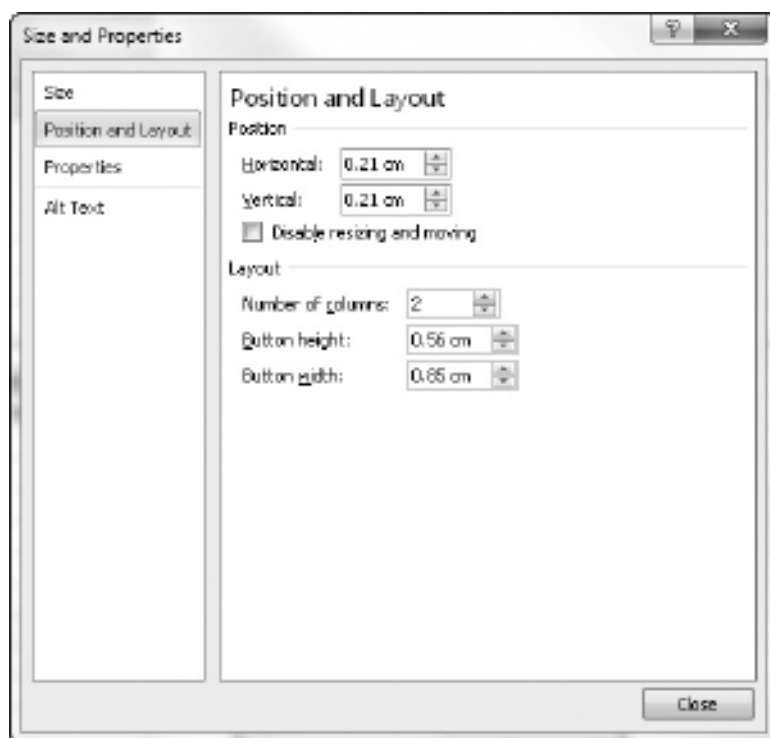 Size and Properties
Size
Position and Layout
Properties
Alt Text
Position and Layout
Position
Horizontal: 0.21 cm
Vertical: 0.21 cm
Disable resizing and moving
Layout
Number of columns: 2
Button height: 0.56 cm
Button width: 0.85 cm
Close